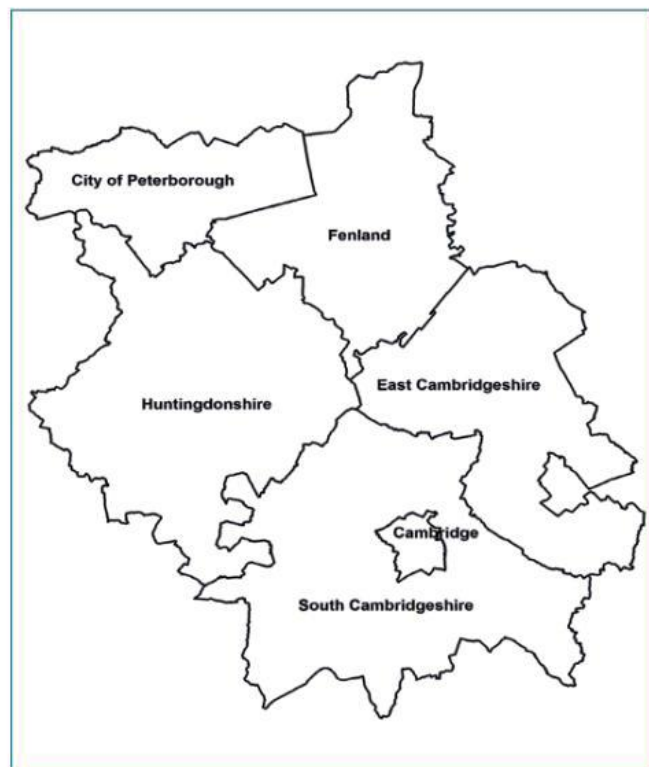 City of Peterborough
Fenland
East Cambridgeshire
Huntingdonshire
Cambridge
South Cambridgeshire